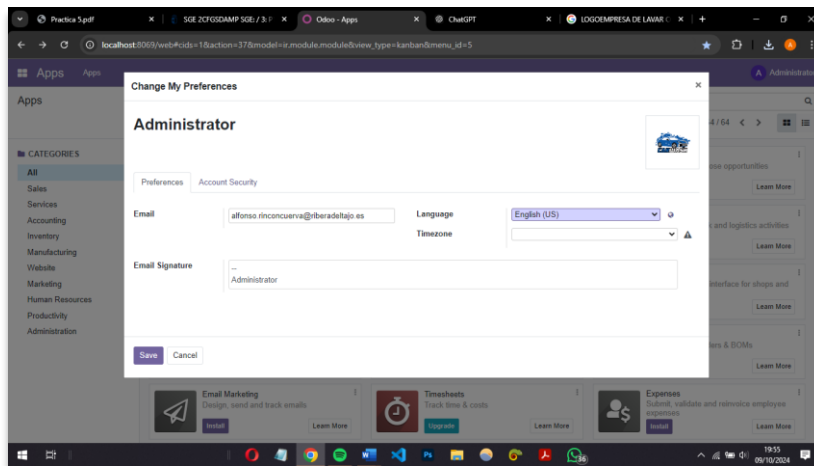 Practica 5.pdf
SGE 2CFGSDAMP SGE: / 3: P
Odoo - Apps
ChatGPT
LOGOEMPRESA DE LAVAR C
localhost:8069/web#cids=1&action=37&model=ir.module.module&view_type=kanban&menu_id=5
Apps Apps
A Administrator
Change My Preferences
Apps
Administrator
4 / 64
CATEGORIES
All
Sales
Services
Accounting
Inventory
Manufacturing
Website
Marketing
Human Resources
Productivity
Administration
Preferences Account Security
Email alfonso.rinconcuerva@riberadeltajo.es
Language English (US)
Timezone
Email Signature
--
Administrator
Save Cancel
opportunities
Learn More
and logistics activities
Learn More
interface for shops and
Learn More
& BOMs
Learn More
Email Marketing
Design, send and track emails
Install Learn More
Timesheets
Track time & costs
Upgrade Learn More
Expenses
Submit, validate and reinvoice employee
expenses
Install Learn More
19:55
09/10/2024